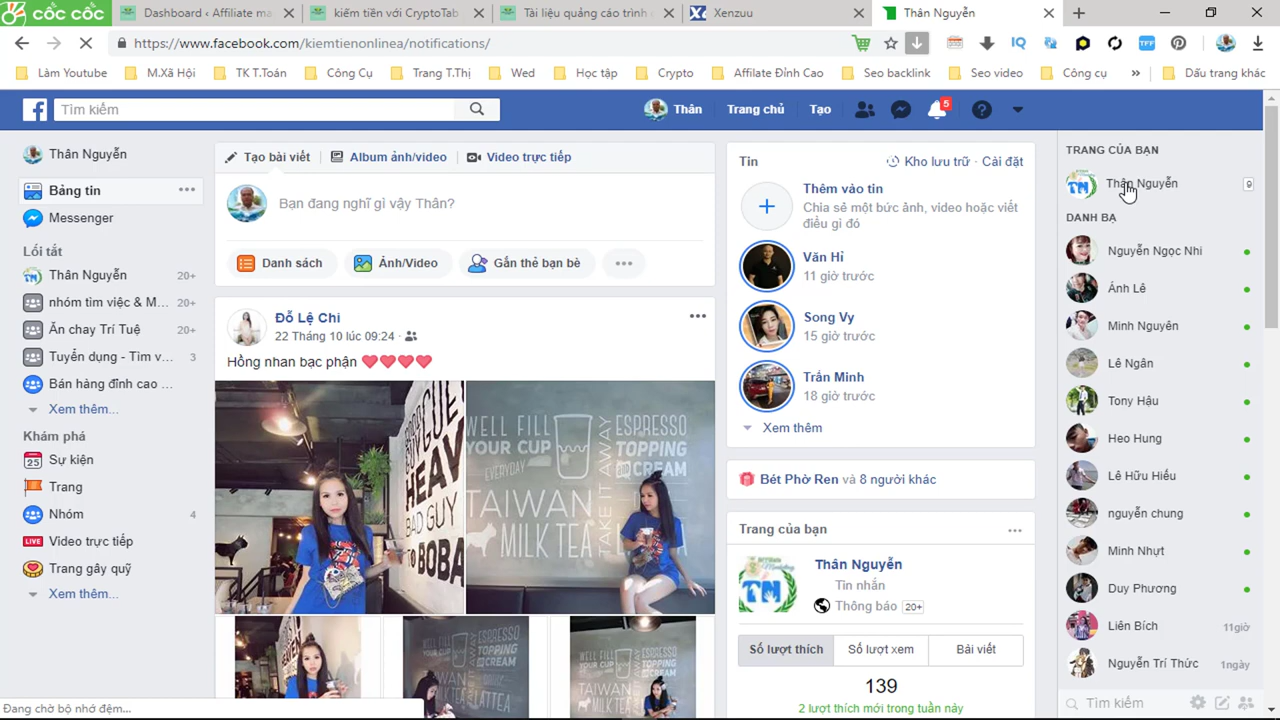 CỐC CỐC
Dashboard ‹ Affiliate ma
kiếm tiền với CryptoTab
Tài liệu quảng cáo trình
Xenzuu
Thân Nguyễn
https://www.facebook.com/kiemtienonlinea/notifications/
Làm Youtube
M.Xã Hội
TK T.Toán
Công Cụ
Trang T.Thị
Wed
Học tập
Crypto
Affilate Đỉnh Cao
Seo backlink
Seo video
Công cụ
»
Dấu trang khác
Tìm kiếm
Thân
Trang chủ
Tạo
5
Thân Nguyễn
Bảng tin
Messenger
Lối tắt
Thân Nguyễn 20+
nhóm tìm việc & M... 20+
Ăn chay Trí Tuệ 20+
Tuyển dụng - Tìm v... 3
Bán hàng đỉnh cao ...
Xem thêm...
Khám phá
Sự kiện
Trang
Nhóm 4
LIVE Video trực tiếp
Trang gây quỹ
Xem thêm...
Tạo bài viết
Album ảnh/video
Video trực tiếp
Bạn đang nghĩ gì vậy Thân?
Danh sách
Ảnh/Video
Gắn thẻ bạn bè
Đỗ Lệ Chi
22 Tháng 10 lúc 09:24 ·
Hồng nhan bạc phận ❤❤❤❤
HEAVY
BAD GUY
TO BOBA
WELL FILL
YOUR CUP
EVERYDAY
TAIWAN
MILK TEA
TAKE IT AWAY
ESPRESSO
TOPPING
CREAM
Tin
Kho lưu trữ · Cài đặt
Thêm vào tin
Chia sẻ một bức ảnh, video hoặc viết
điều gì đó
Văn Hỉ
11 giờ trước
Song Vy
15 giờ trước
Trấn Minh
18 giờ trước
Xem thêm
Bét Phờ Ren và 8 người khác
Trang của bạn
Thân Nguyễn
Tin nhắn
Thông báo 20+
Số lượt thích
Số lượt xem
Bài viết
139
2 lượt thích mới trong tuần này
TRANG CỦA BẠN
Thân Nguyễn 9
DANH BẠ
Nguyễn Ngọc Nhi
Ánh Lê
Minh Nguyên
Lê Ngân
Tony Hậu
Heo Hung
Lê Hữu Hiếu
nguyễn chung
Minh Nhựt
Duy Phương
Liên Bích 11giờ
Nguyễn Trí Thức 1ngày
Tìm kiếm
Đang chờ bộ nhớ đệm...